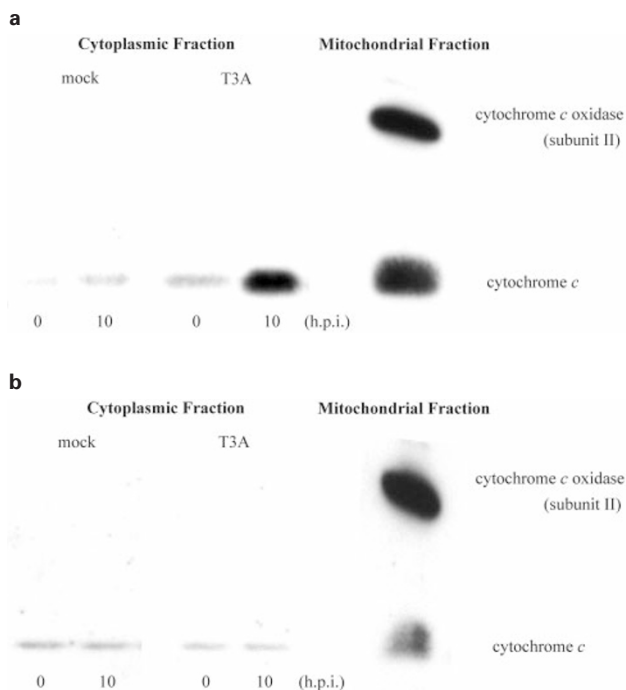 a
Cytoplasmic Fraction Mitochondrial Fraction
mock T3A
cytochrome c oxidase
(subunit II)
cytochrome c
0 10 0 10 (h.p.i.)
b
Cytoplasmic Fraction Mitochondrial Fraction
mock T3A
cytochrome c oxidase
(subunit II)
cytochrome c
0 10 0 10 (h.p.i.)